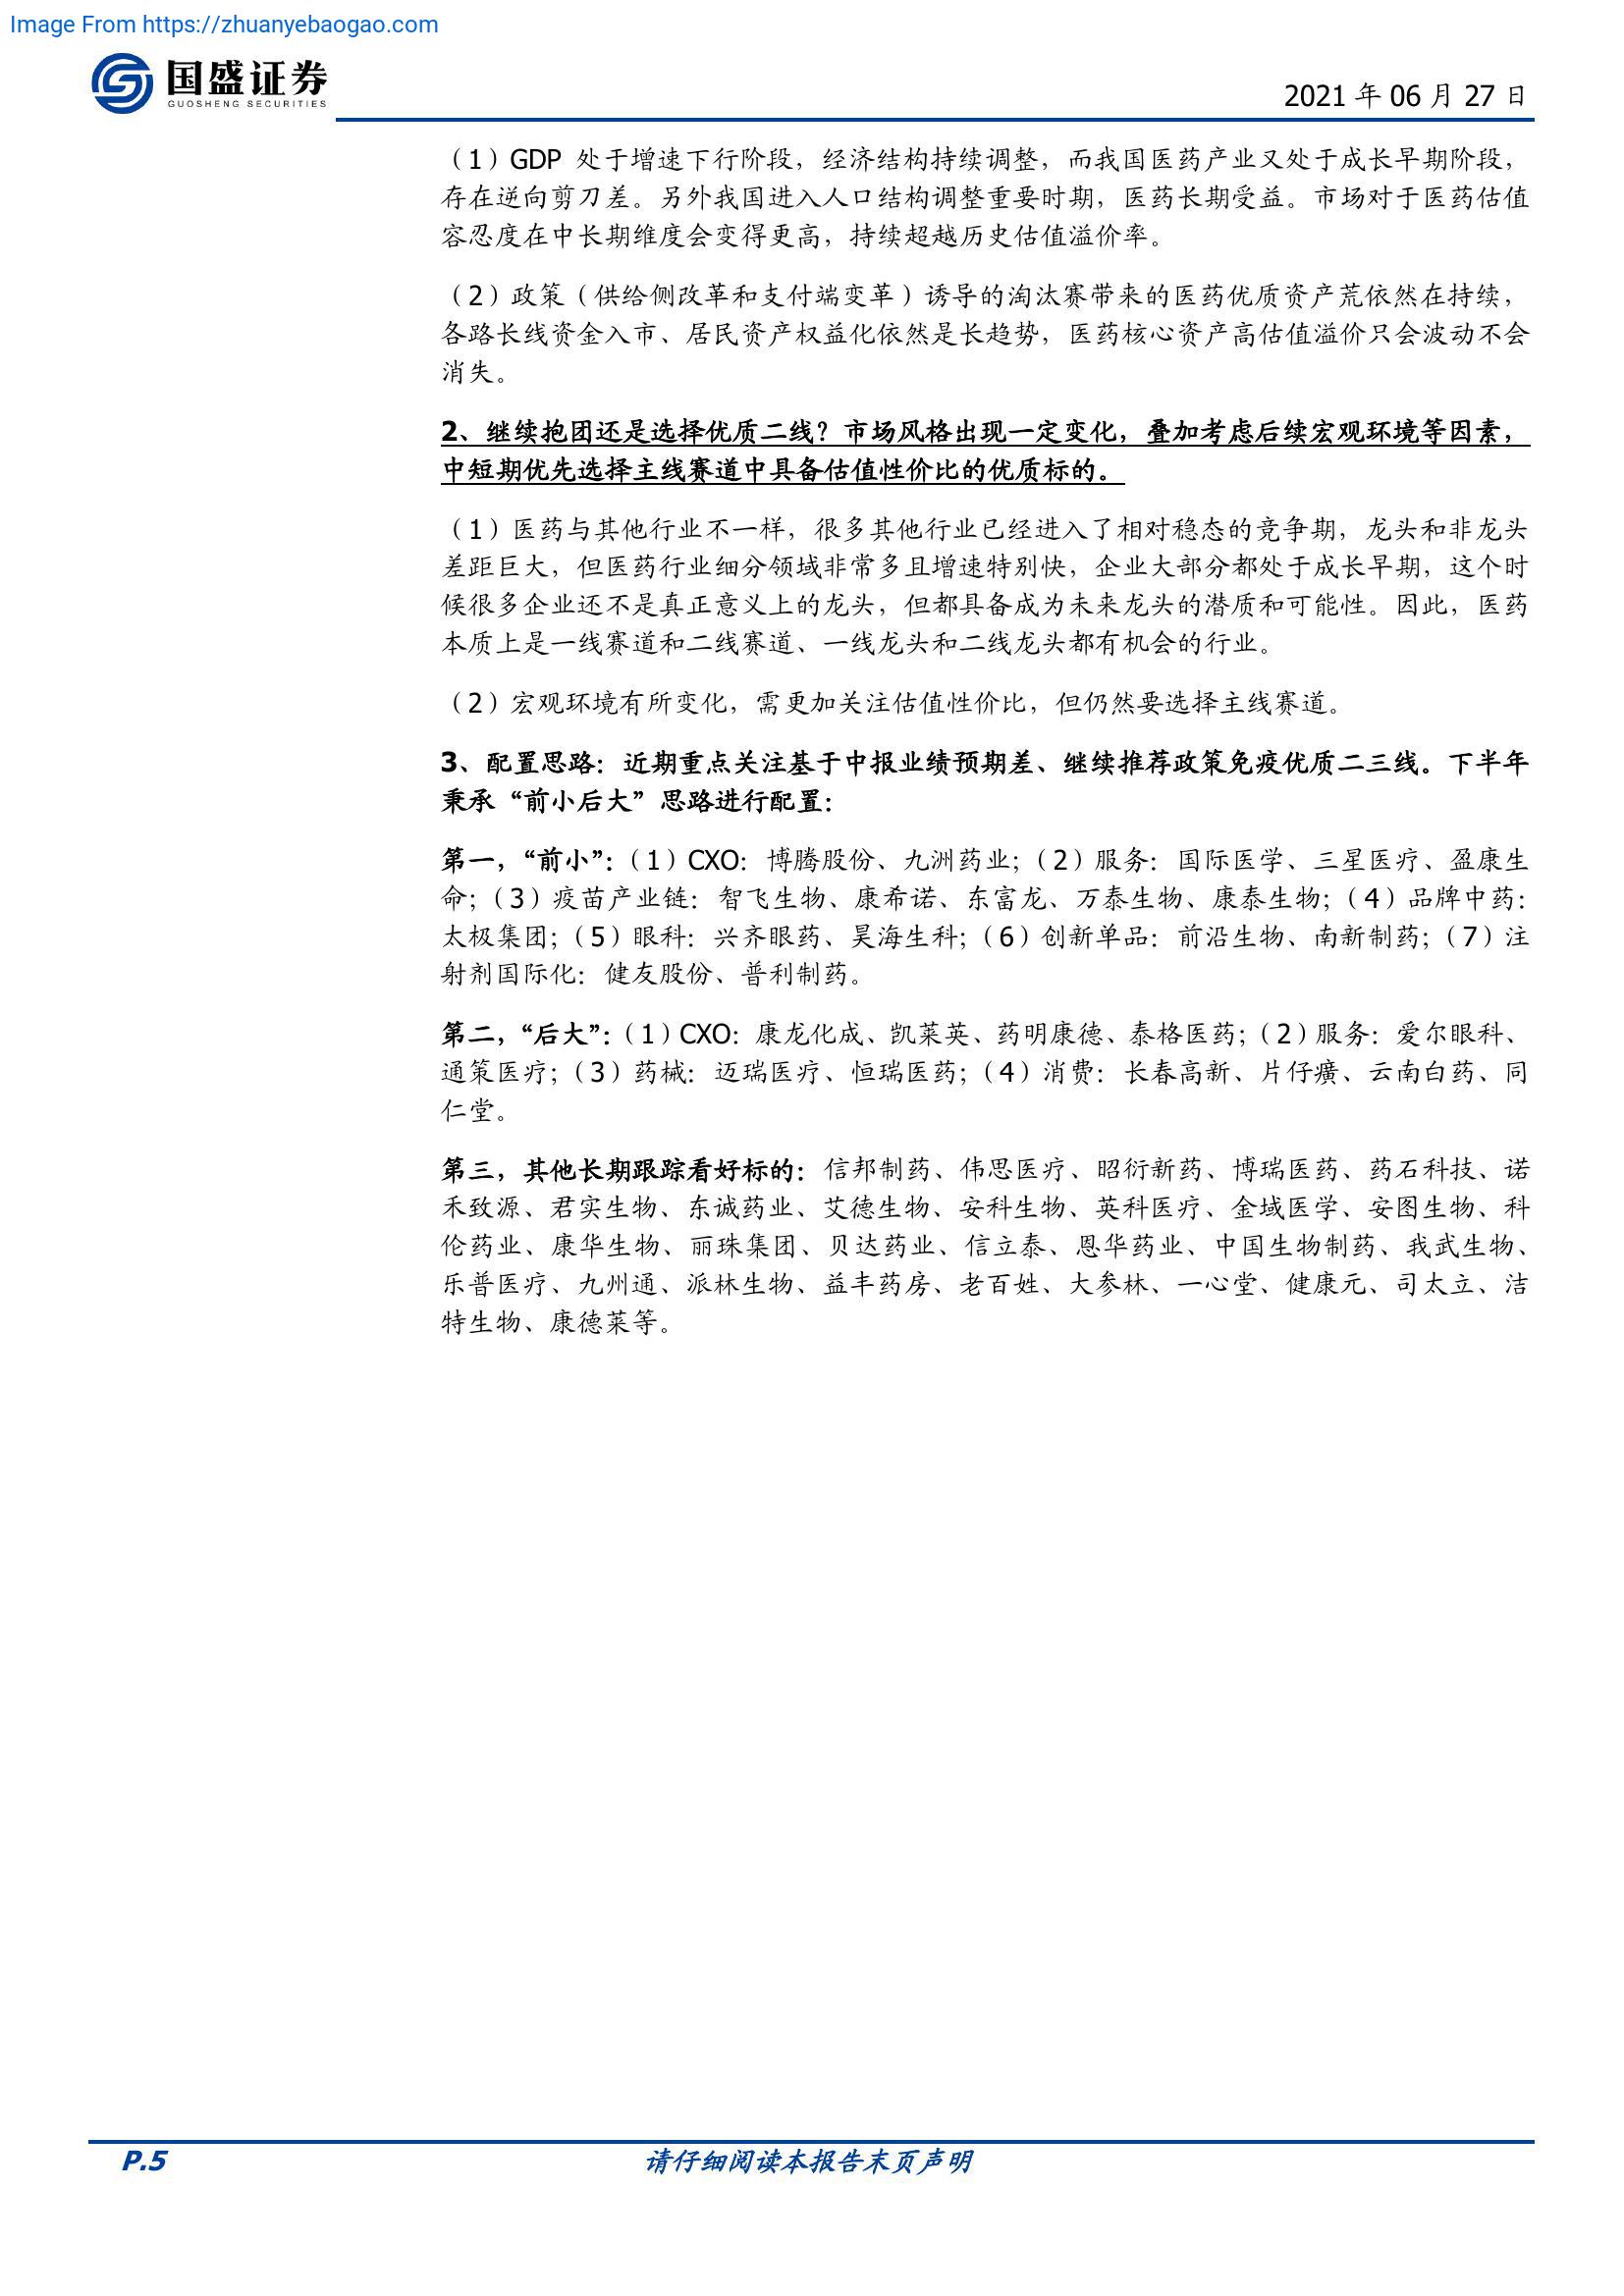 Image From https://zhuanyebaogao.com
国盛证券
GUOSHENG SECURITIES
2021 年 06 月 27 日
（1）GDP 处于增速下行阶段，经济结构持续调整，而我国医药产业又处于成长早期阶段，
存在逆向剪刀差。另外我国进入人口结构调整重要时期，医药长期受益。市场对于医药估值
容忍度在中长期维度会变得更高，持续超越历史估值溢价率。
（2）政策（供给侧改革和支付端变革）诱导的淘汰赛带来的医药优质资产荒依然在持续，
各路长线资金入市、居民资产权益化依然是长趋势，医药核心资产高估值溢价只会波动不会
消失。
2、继续抱团还是选择优质二线？市场风格出现一定变化，叠加考虑后续宏观环境等因素，
中短期优先选择主线赛道中具备估值性价比的优质标的。
（1）医药与其他行业不一样，很多其他行业已经进入了相对稳态的竞争期，龙头和非龙头
差距巨大，但医药行业细分领域非常多且增速特别快，企业大部分都处于成长早期，这个时
候很多企业还不是真正意义上的龙头，但都具备成为未来龙头的潜质和可能性。因此，医药
本质上是一线赛道和二线赛道、一线龙头和二线龙头都有机会的行业。
（2）宏观环境有所变化，需更加关注估值性价比，但仍然要选择主线赛道。
3、配置思路：近期重点关注基于中报业绩预期差、继续推荐政策免疫优质二三线。下半年
秉承“前小后大”思路进行配置：
第一，“前小”：（1）CXO：博腾股份、九洲药业；（2）服务：国际医学、三星医疗、盈康生
命；（3）疫苗产业链：智飞生物、康希诺、东富龙、万泰生物、康泰生物；（4）品牌中药：
太极集团；（5）眼科：兴齐眼药、昊海生科；（6）创新单品：前沿生物、南新制药；（7）注
射剂国际化：健友股份、普利制药。
第二，“后大”：（1）CXO：康龙化成、凯莱英、药明康德、泰格医药；（2）服务：爱尔眼科、
通策医疗；（3）药械：迈瑞医疗、恒瑞医药；（4）消费：长春高新、片仔癀、云南白药、同
仁堂。
第三，其他长期跟踪看好标的：信邦制药、伟思医疗、昭衍新药、博瑞医药、药石科技、诺
禾致源、君实生物、东诚药业、艾德生物、安科生物、英科医疗、金域医学、安图生物、科
伦药业、康华生物、丽珠集团、贝达药业、信立泰、恩华药业、中国生物制药、我武生物、
乐普医疗、九州通、派林生物、益丰药房、老百姓、大参林、一心堂、健康元、司太立、洁
特生物、康德莱等。
P.5
请仔细阅读本报告末页声明